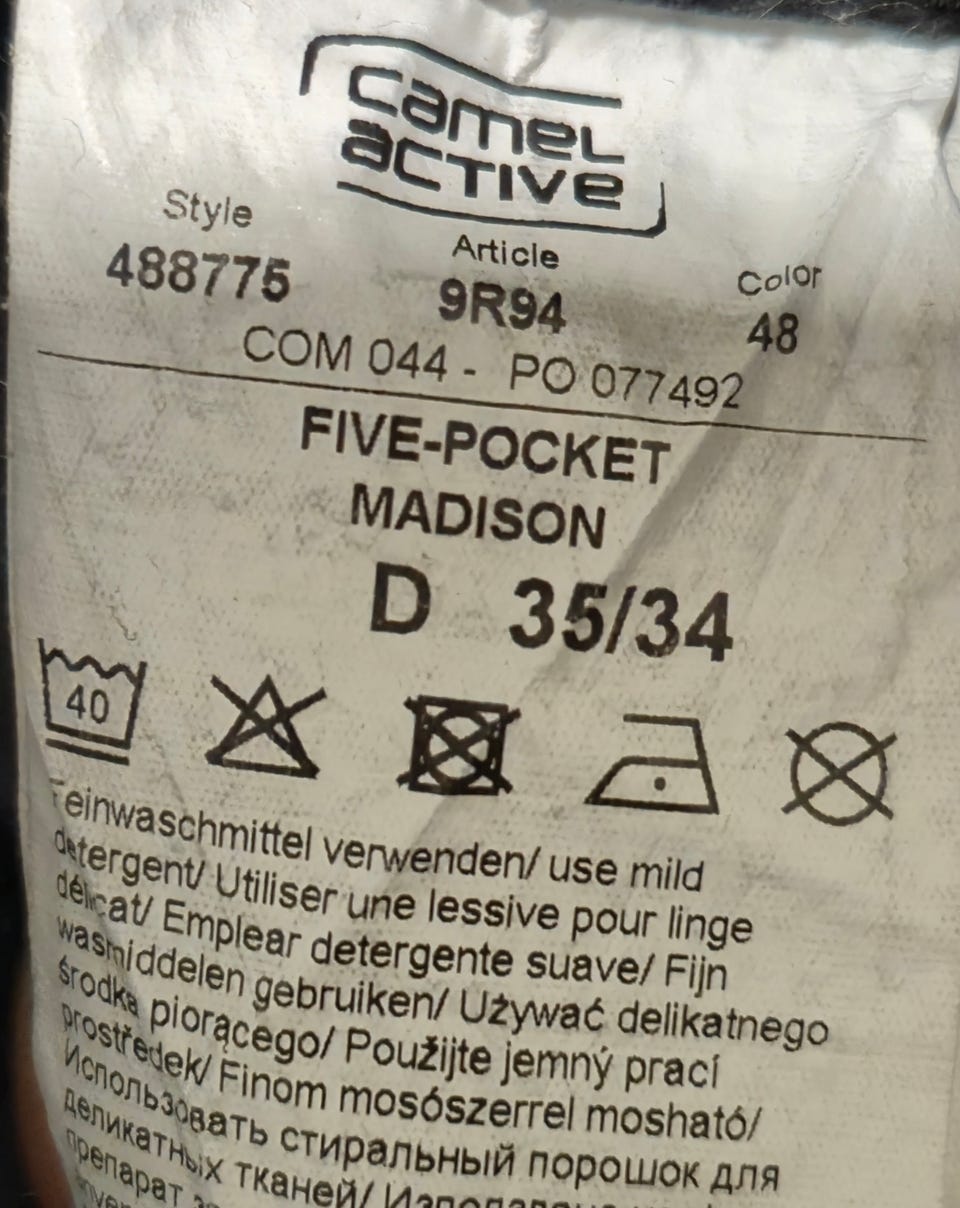 camel
active
Style Article Color
488775 9R94 48
COM 044 - PO 077492
FIVE-POCKET
MADISON
D 35/34
40
Feinwaschmittel verwenden/ use mild
detergent/ Utiliser une lessive pour linge
délicat/ Emplear detergente suave/ Fijn
wasmiddelen gebruiken/ Używać delikatnego
środka piorącego/ Použijte jemný prací
prostředek/ Finom mosószerrel mosható/
Использовать стиральный порошок для
деликатных тканей/
препарат